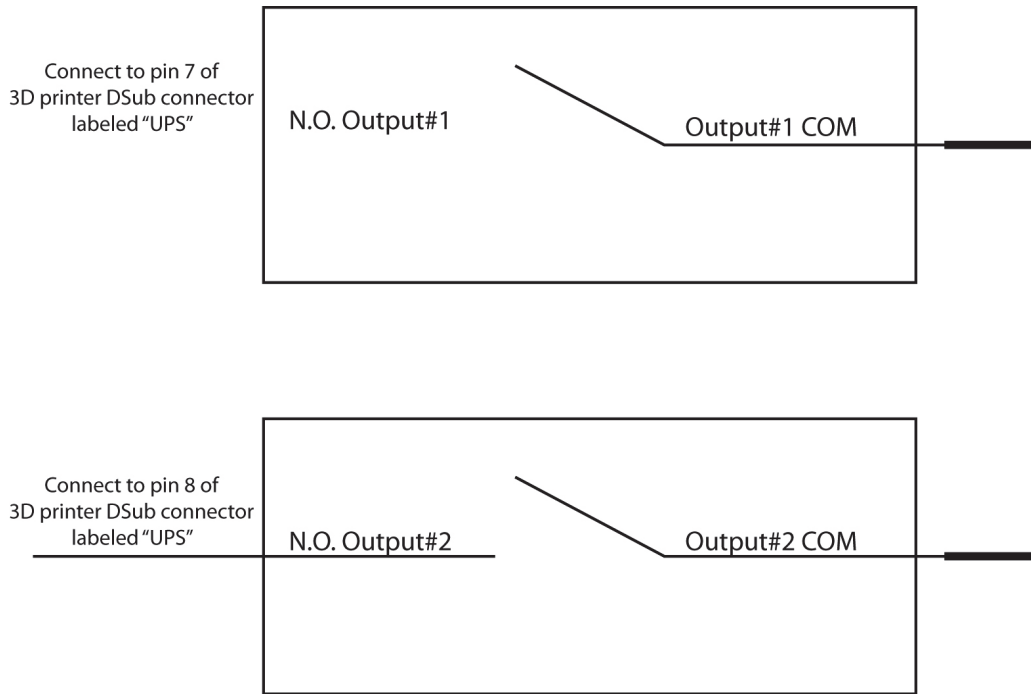 Connect to pin 7 of
3D printer DSub connector
labeled “UPS”
N.O. Output#1
Output#1 COM
Connect to pin 8 of
3D printer DSub connector
labeled “UPS”
N.O. Output#2
Output#2 COM